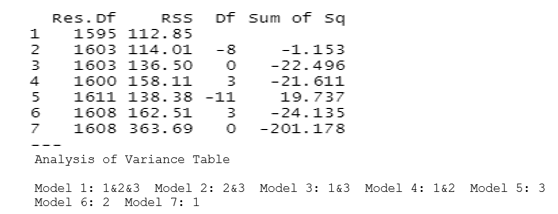 Res.Df RSS Df Sum of Sq
1 1595 112.85
2 1603 114.01 -8 -1.153
3 1603 136.50 0 -22.496
4 1600 158.11 3 -21.611
5 1611 138.38 -11 19.737
6 1608 162.51 3 -24.135
7 1608 363.69 0 -201.178
---
Analysis of Variance Table
Model 1: 1&2&3 Model 2: 2&3 Model 3: 1&3 Model 4: 1&2 Model 5: 3
Model 6: 2 Model 7: 1